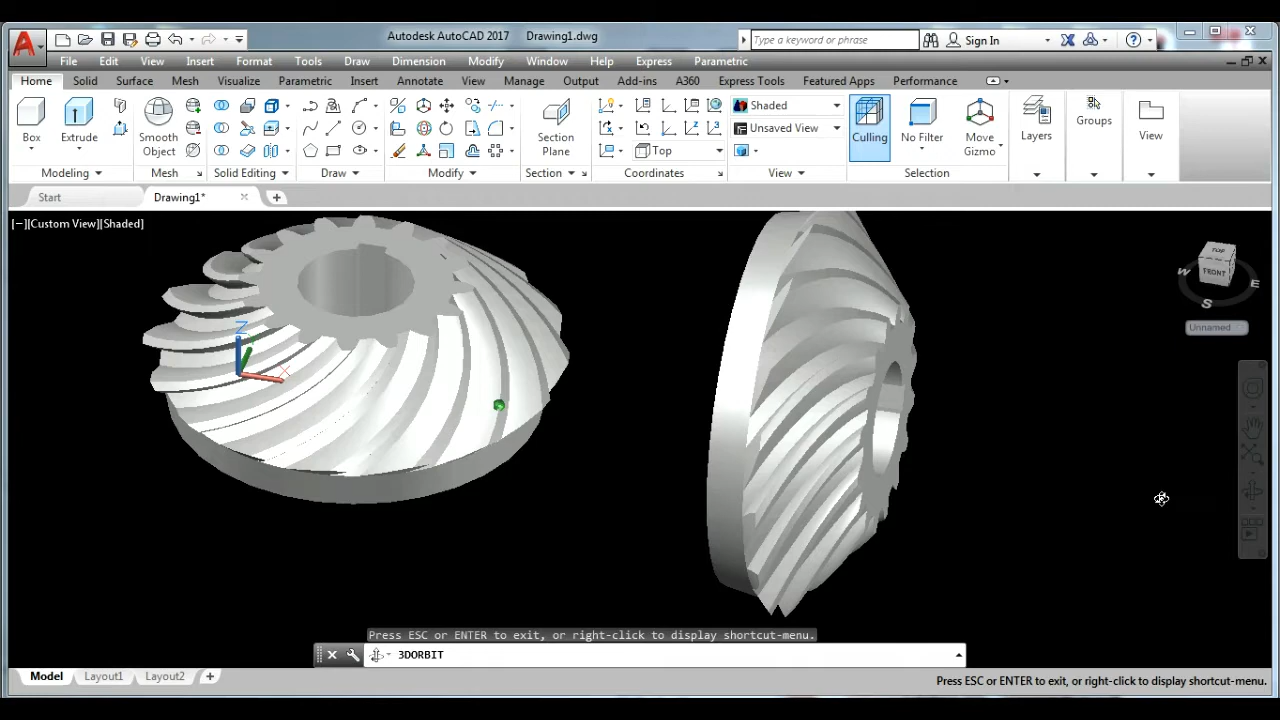 Autodesk AutoCAD 2017 Drawing1.dwg
Type a keyword or phrase
Sign In
File Edit View Insert Format Tools Draw Dimension Modify Window Help Express Parametric
Home Solid Surface Mesh Visualize Parametric Insert Annotate View Manage Output Add-ins A360 Express Tools Featured Apps Performance
Box
Extrude
Smooth
Object
Section
Plane
Shaded
Unsaved View
Top
Culling
No Filter
Move
Gizmo
Layers
Groups
View
Modeling Mesh Solid Editing Draw Modify Section Coordinates View Selection
Start Drawing1*
[−][Custom View][Shaded]
TOP
FRONT
W
E
S
Unnamed
Z
X
Press ESC or ENTER to exit, or right-click to display shortcut-menu.
3DORBIT
Model Layout1 Layout2
Press ESC or ENTER to exit, or right-click to display shortcut-menu.